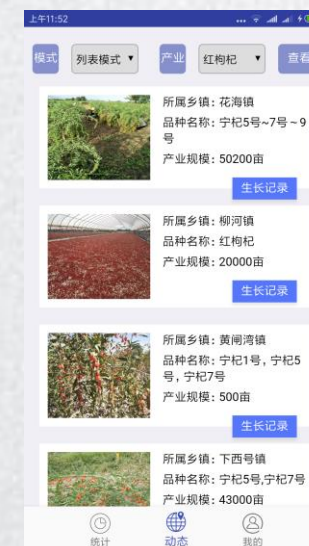 上午11:52
模式 列表模式 产业 红枸杞 查看
所属乡镇：花海镇
品种名称：宁杞5号~7号～9
号
产业规模：50200亩
生长记录
所属乡镇：柳河镇
品种名称：红枸杞
产业规模：20000亩
生长记录
所属乡镇：黄闸湾镇
品种名称：宁杞1号，宁杞5
号，宁杞7号
产业规模：500亩
生长记录
所属乡镇：下西号镇
品种名称：宁杞5号,宁杞7号
产业规模：43000亩
统计 动态 我的